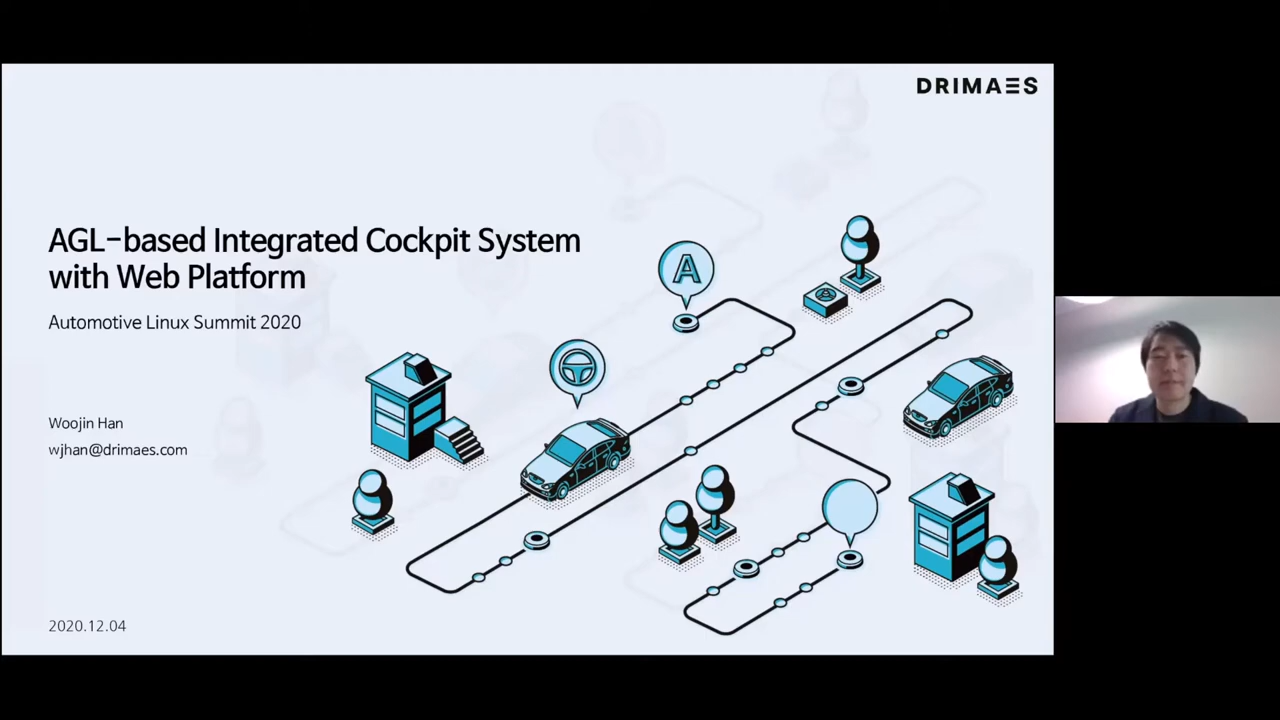 DRIMAES
AGL-based Integrated Cockpit System
with Web Platform
Automotive Linux Summit 2020
A
Woojin Han
wjhan@drimaes.com
2020.12.04